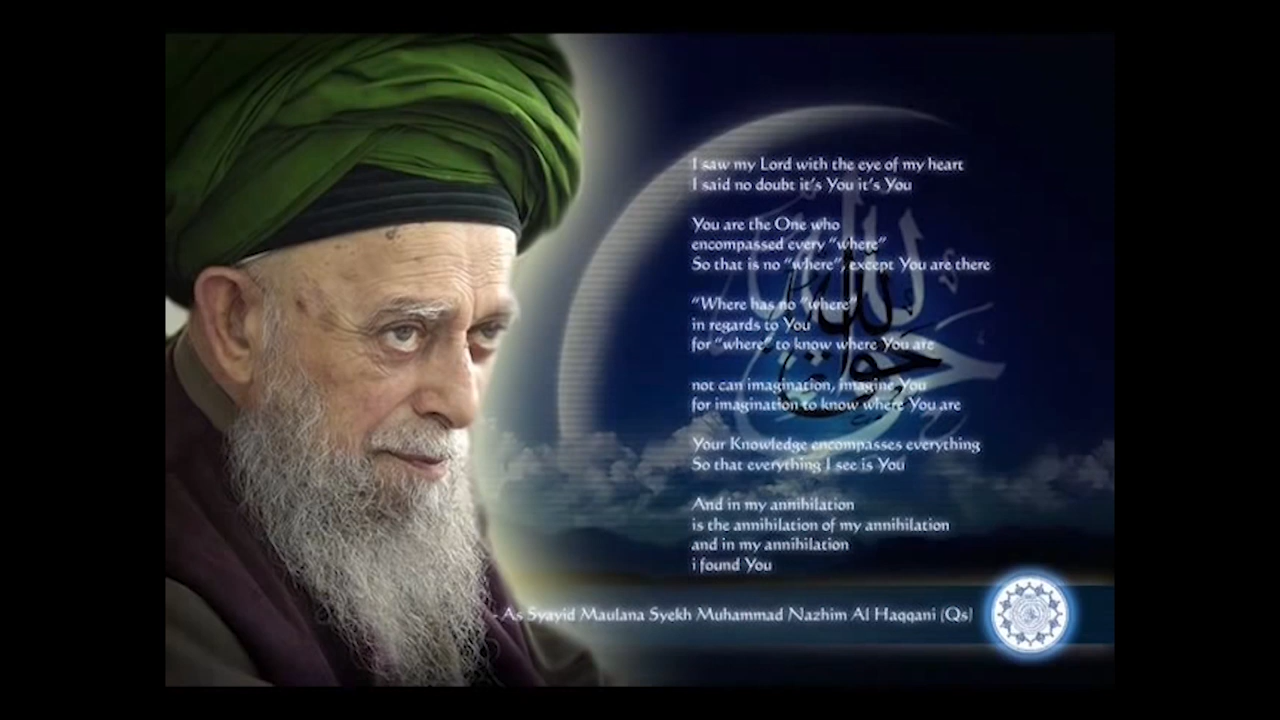 I saw my Lord with the eye of my heart
I said no doubt it's You it's You
You are the One who
encompassed every "where"
So that is no "where", except You are there
"Where has no "where"
in regards to You
for "where" to know where You are
not can imagination, imagine You
for imagination to know where You are
Your Knowledge encompasses everything
So that everything I see is You
And in my annihilation
is the annihilation of my annihilation
and in my annihilation
i found You
- As Syayid Maulana Syekh Muhammad Nazhim Al Haqqani (Qs)